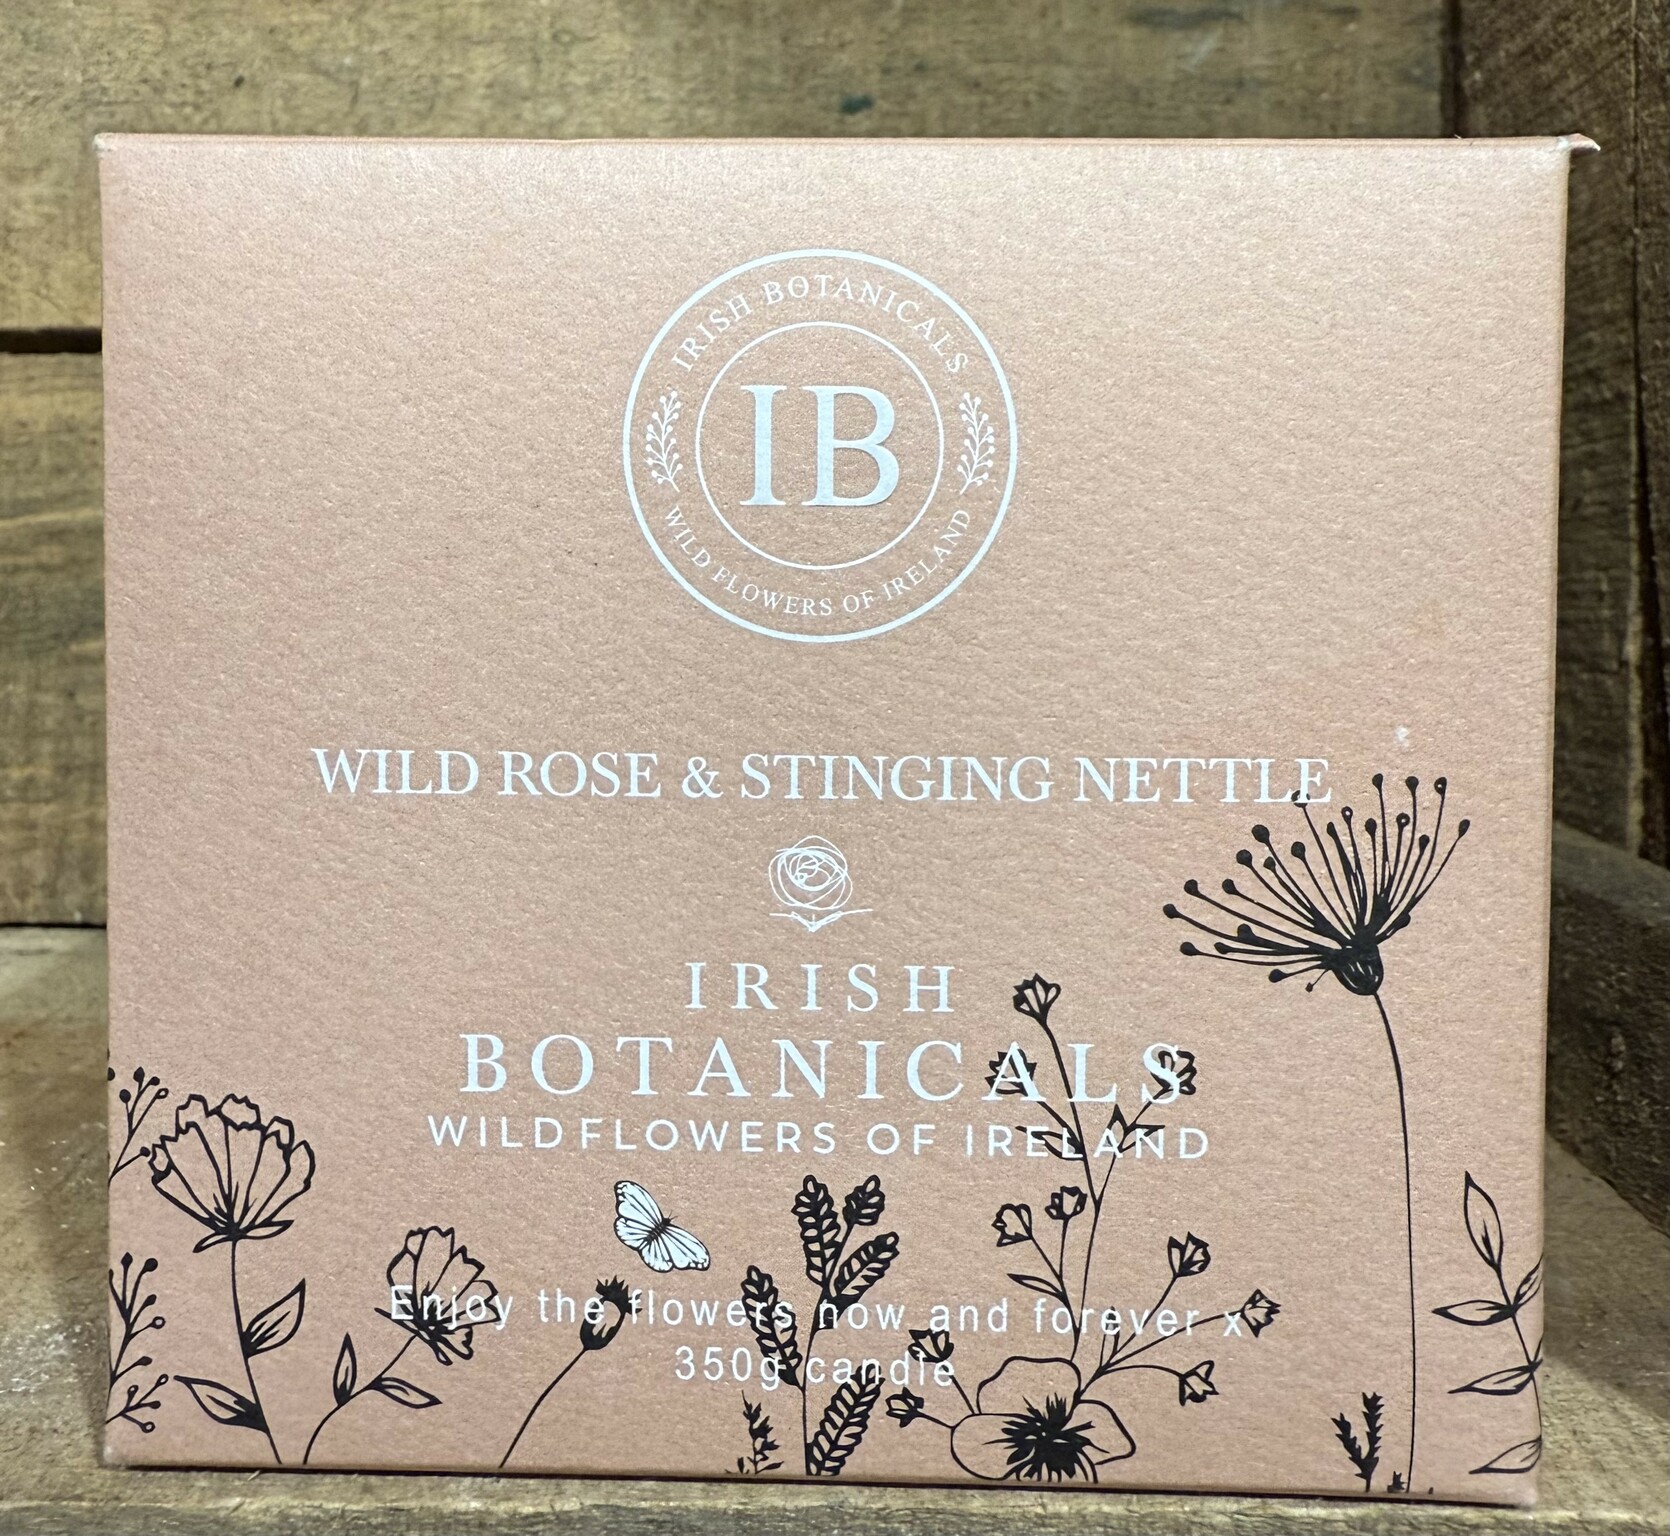 IRISH BOTANICALS
IB
WILD FLOWERS OF IRELAND
WILD ROSE & STINGING NETTLE
IRISH
BOTANICALS
WILDFLOWERS OF IRELAND
Enjoy the flowers now and forever x
350g candle